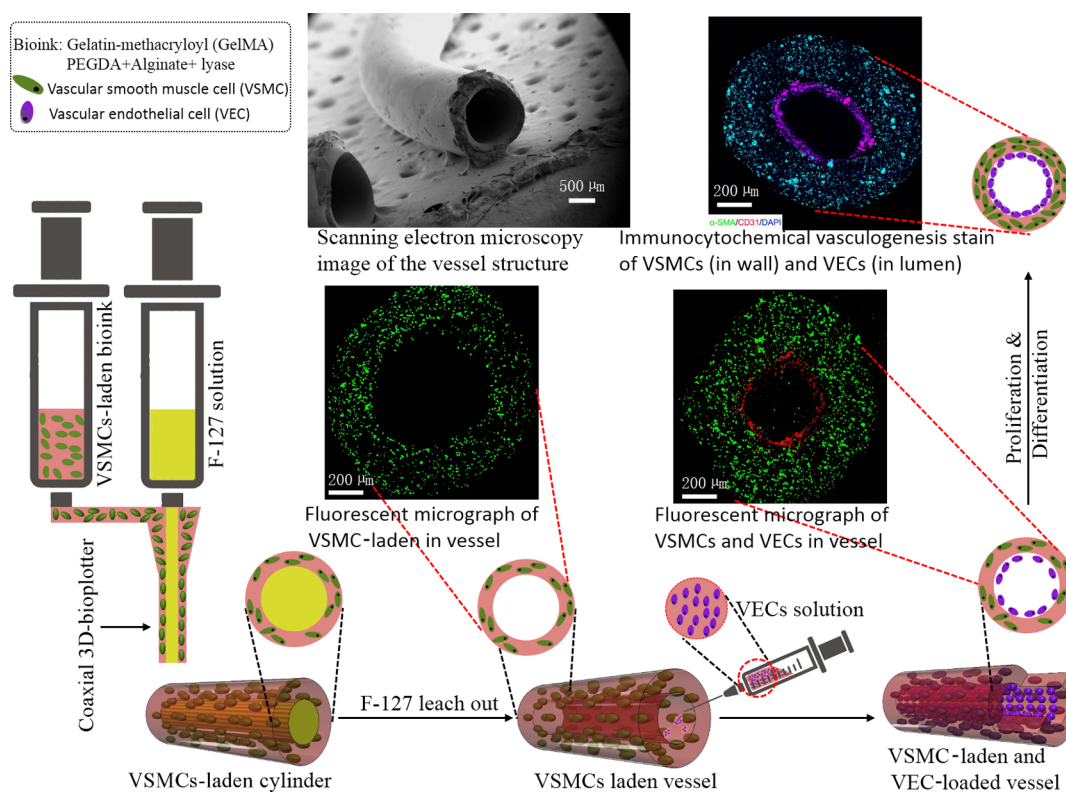 Bioink: Gelatin-methacryloyl (GelMA)
PEGDA+Alginate+ lyase
Vascular smooth muscle cell (VSMC)
Vascular endothelial cell (VEC)
500 μm
Scanning electron microscopy
image of the vessel structure
200 μm
α-SMA/CD31/DAPI
Immunocytochemical vasculogenesis stain
of VSMCs (in wall) and VECs (in lumen)
VSMCs-laden bioink
F-127 solution
200 μm
Fluorescent micrograph of
VSMC-laden in vessel
200 μm
Fluorescent micrograph of
VSMCs and VECs in vessel
Proliferation &
Differentiation
Coaxial 3D-bioplotter
VECs solution
F-127 leach out
VSMCs-laden cylinder
VSMCs laden vessel
VSMC-laden and
VEC-loaded vessel